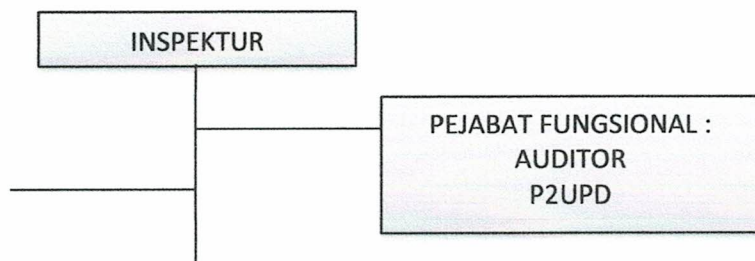 INSPEKTUR
PEJABAT FUNGSIONAL :
AUDITOR
P2UPD